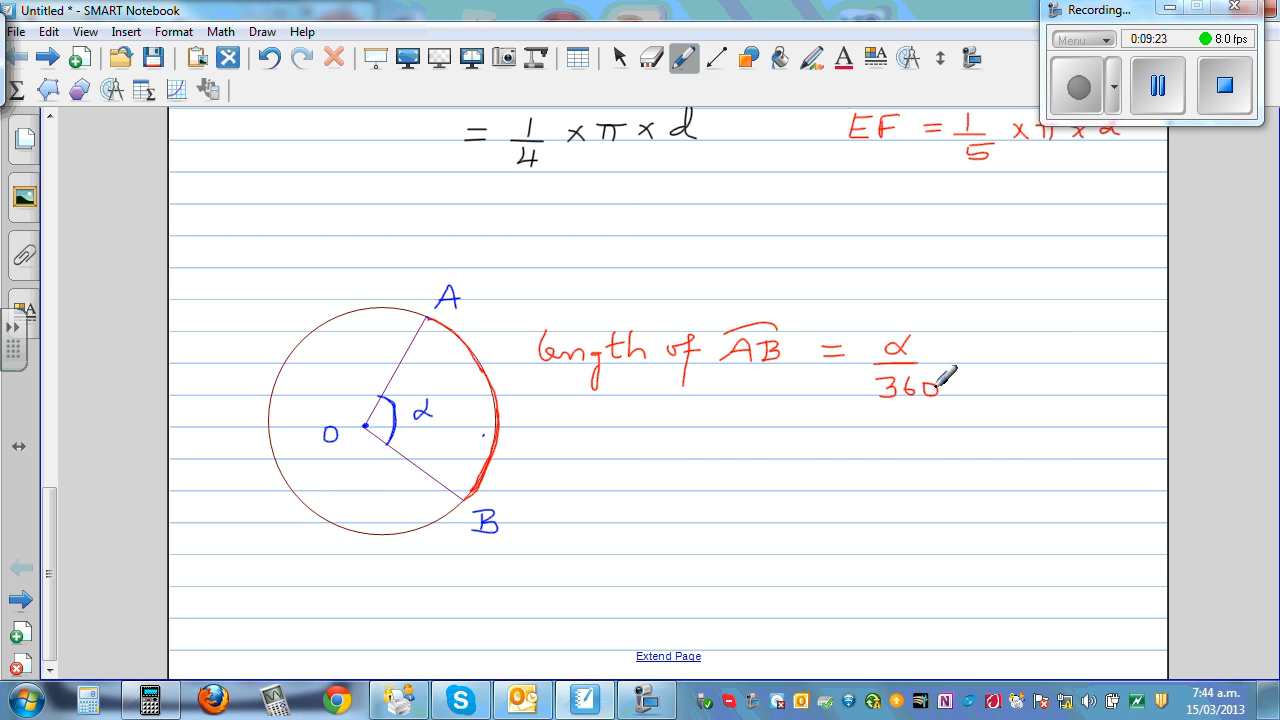 Untitled * - SMART Notebook
Recording...
File Edit View Insert Format Math Draw Help
Menu 0:09:23 8.0 fps
= 1/4 × π × d
EF = 1/5 × π × d
A
length of AB = α/360
α
O
B
Extend Page
7:44 a.m.
15/03/2013